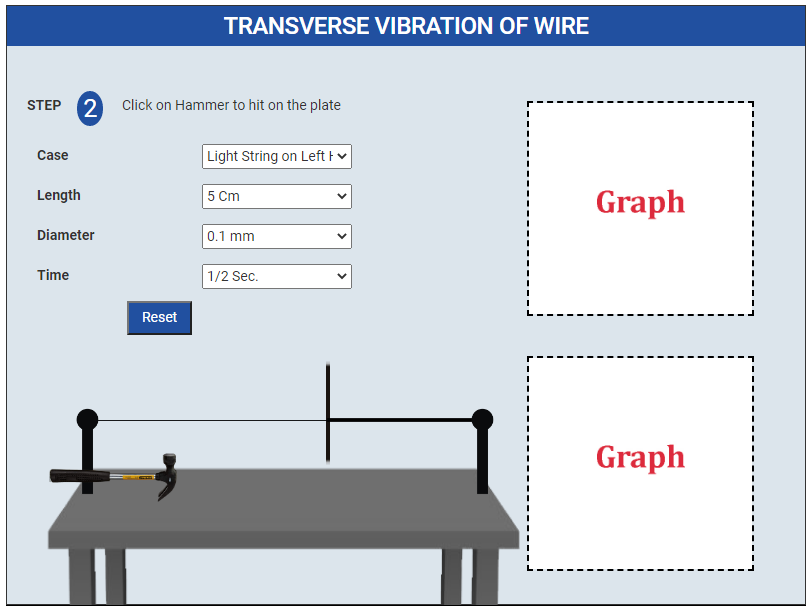 TRANSVERSE VIBRATION OF WIRE
STEP 2 Click on Hammer to hit on the plate
Case Light String on Left H
Length 5 Cm
Diameter 0.1 mm
Time 1/2 Sec.
Reset
Graph
Graph